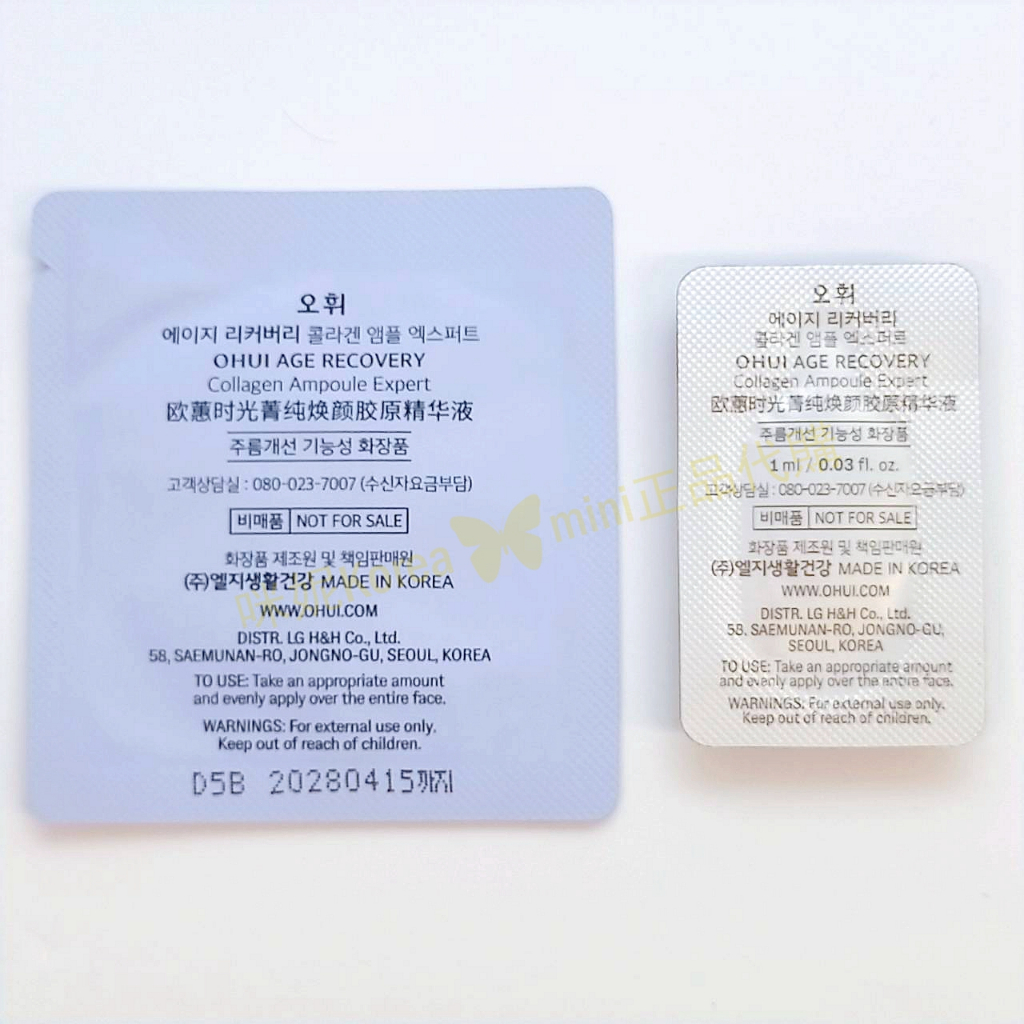 오휘
에이지 리커버리 콜라겐 앰플 엑스퍼트
OHUI AGE RECOVERY
Collagen Ampoule Expert
欧蕙时光菁纯焕颜胶原精华液
주름개선 기능성 화장품
고객상담실 : 080-023-7007 (수신자요금부담)
비매품 NOT FOR SALE
화장품 제조원 및 책임판매원
(주)엘지생활건강 MADE IN KOREA
WWW.OHUI.COM
DISTR. LG H&H Co., Ltd.
58, SAEMUNAN-RO, JONGNO-GU, SEOUL, KOREA
TO USE: Take an appropriate amount
and evenly apply over the entire face.
WARNINGS: For external use only.
Keep out of reach of children.
D5B 20280415까지
오휘
에이지 리커버리
콜라겐 앰플 엑스퍼트
OHUI AGE RECOVERY
Collagen Ampoule Expert
欧蕙时光菁纯焕颜胶原精华液
주름개선 기능성 화장품
1 ml / 0.03 fl. oz.
고객상담실 : 080-023-7007 (수신자요금부담)
비매품 NOT FOR SALE
화장품 제조원 및 책임판매원
(주)엘지생활건강 MADE IN KOREA
WWW.OHUI.COM
DISTR. LG H&H Co., Ltd.
58, SAEMUNAN-RO, JONGNO-GU,
SEOUL, KOREA
TO USE: Take an appropriate amount
and evenly apply over the entire face.
WARNINGS: For external use only.
Keep out of reach of children.
Korea mini正品代購